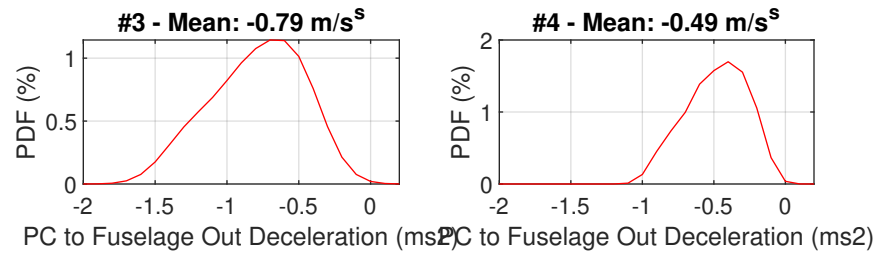 #3 - Mean: -0.79 m/s^s
PDF (%)
1
0.5
0
-2 -1.5 -1 -0.5 0
PC to Fuselage Out Deceleration (ms2)
#4 - Mean: -0.49 m/s^s
PDF (%)
2
1
0
-2 -1.5 -1 -0.5 0
PC to Fuselage Out Deceleration (ms2)